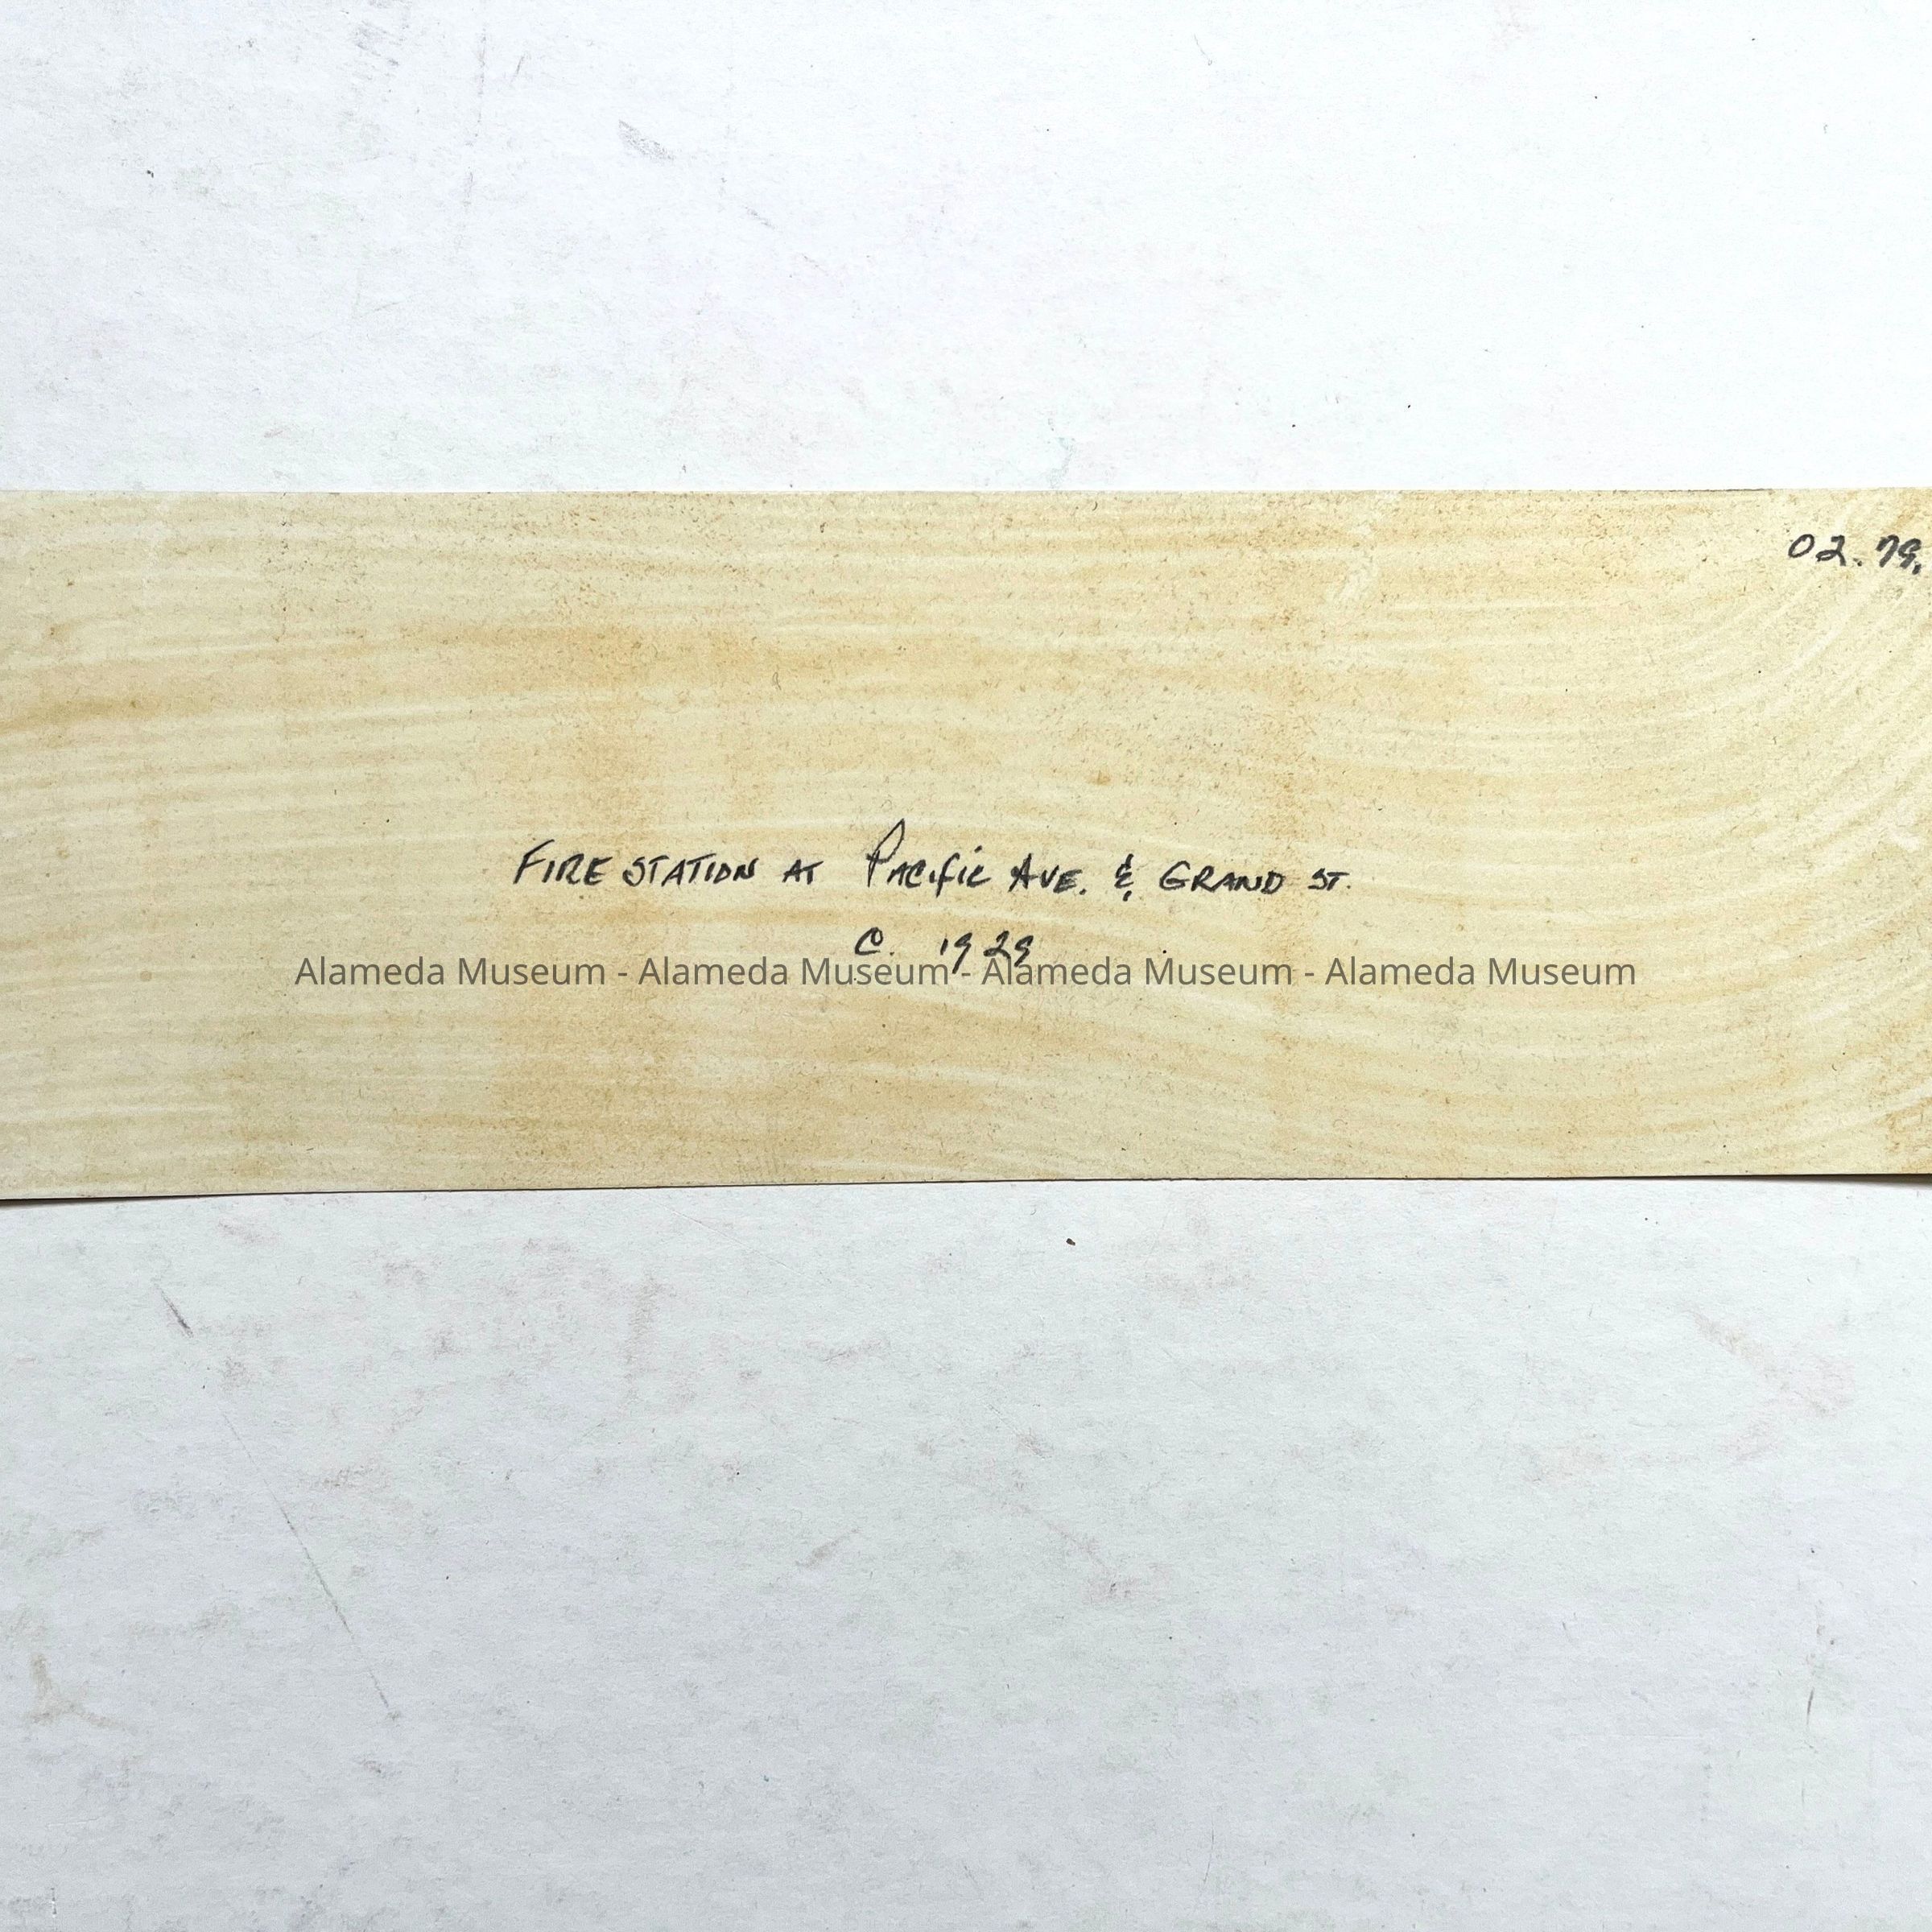 02.79.
FIRE STATION AT PACIFIC AVE. & GRAND ST.
C. 1929
Alameda Museum - Alameda Museum - Alameda Museum - Alameda Museum